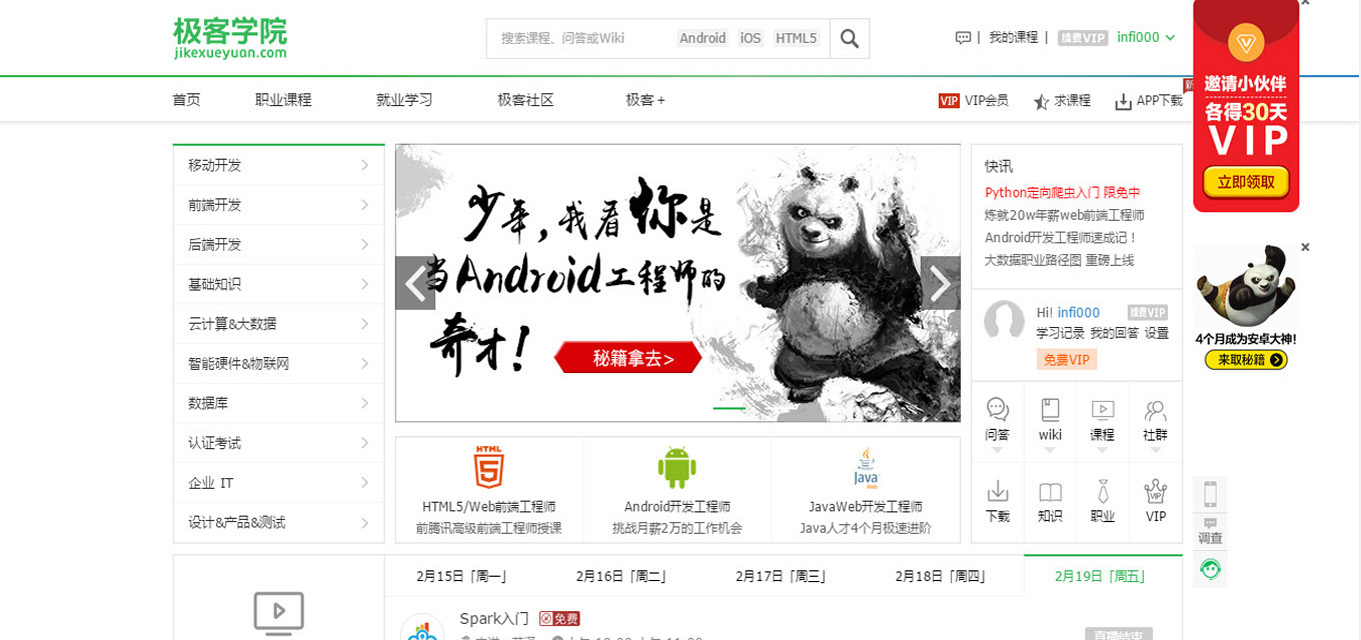 极客学院
jikexueyuan.com
搜索课程、问答或Wiki Android iOS HTML5
我的课程 | 续费VIP infi000
首页 职业课程 就业学习 极客社区 极客+
VIP VIP会员 求课程 APP下载
邀请小伙伴
各得30天
VIP
立即领取
移动开发
前端开发
后端开发
基础知识
云计算&大数据
智能硬件&物联网
数据库
认证考试
企业 IT
设计&产品&测试
少年,我看你是
当Android工程师的
奇才!
秘籍拿去>
HTML
5
HTML5/Web前端工程师
前腾讯高级前端工程师授课
Android开发工程师
挑战月薪2万的工作机会
Java
Web
JavaWeb开发工程师
Java人才4个月极速进阶
快讯
Python定向爬虫入门 限免中
炼就20w年薪web前端工程师
Android开发工程师速成记！
大数据职业路径图 重磅上线
Hi! infi000 续费VIP
学习记录 我的回答 设置
免费VIP
问答 wiki 课程 社群
下载 知识 职业 VIP
4个月成为安卓大神!
来取秘籍
调查
2月15日「周一」 2月16日「周二」 2月17日「周三」 2月18日「周四」 2月19日「周五」
Spark入门 免费
直播结束